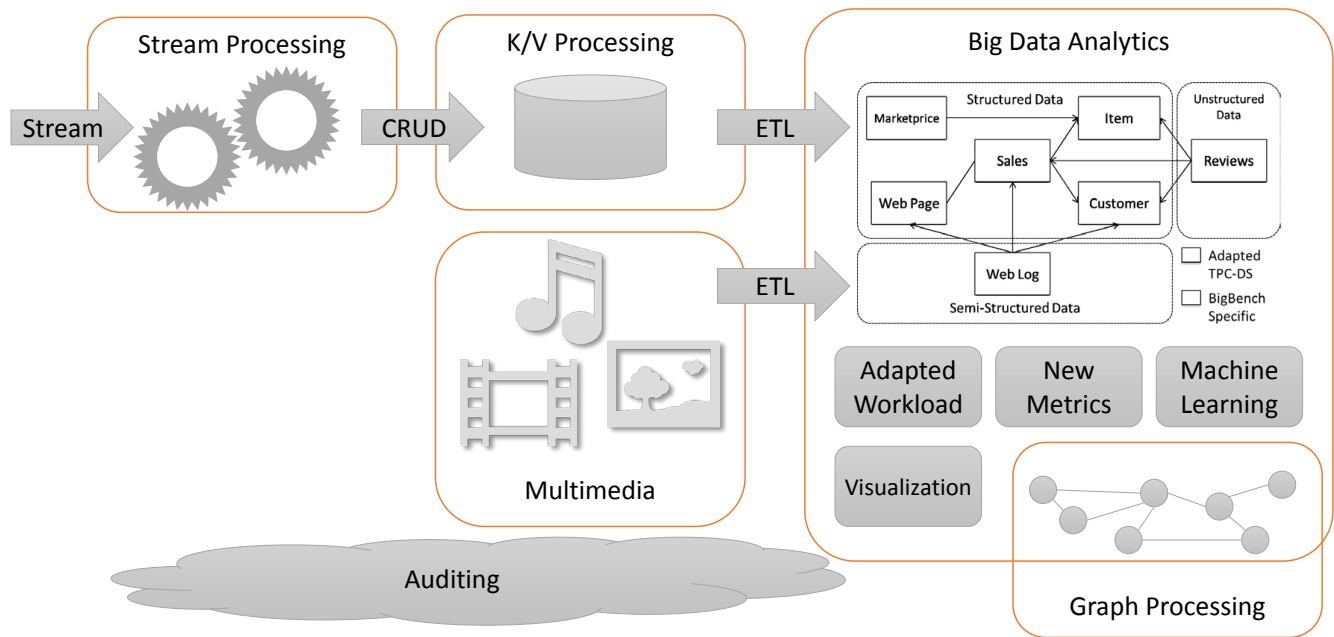 Stream Processing
K/V Processing
Big Data Analytics
Stream
CRUD
ETL
Structured Data
Unstructured
Data
Marketprice
Item
Sales
Reviews
Web Page
Customer
ETL
Web Log
Semi-Structured Data
Adapted
TPC-DS
BigBench
Specific
Adapted
Workload
New
Metrics
Machine
Learning
Multimedia
Visualization
Auditing
Graph Processing